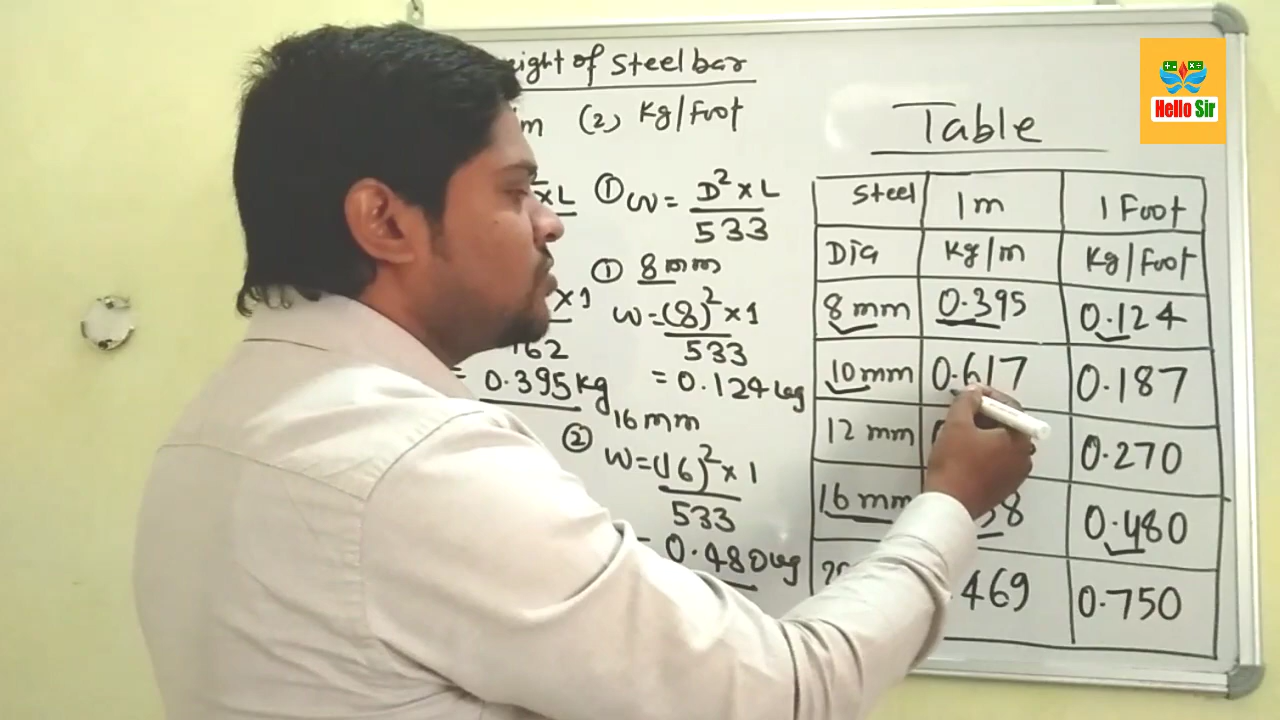 of Steel bar
(2) Kg/Foot
① W = D² x L
533
① 8mm
W = (8)² x 1
533
= 0.124 kg
x L
x 1
162
= 0.395 kg
② 16 mm
W = (16)² x 1
533
= 0.480 kg
Table
Steel 1m 1 Foot
Dia Kg/m Kg/Foot
8 mm 0.395 0.124
10 mm 0.617 0.187
12 mm 0.270
16 mm 0.480
469 0.750
Hello Sir